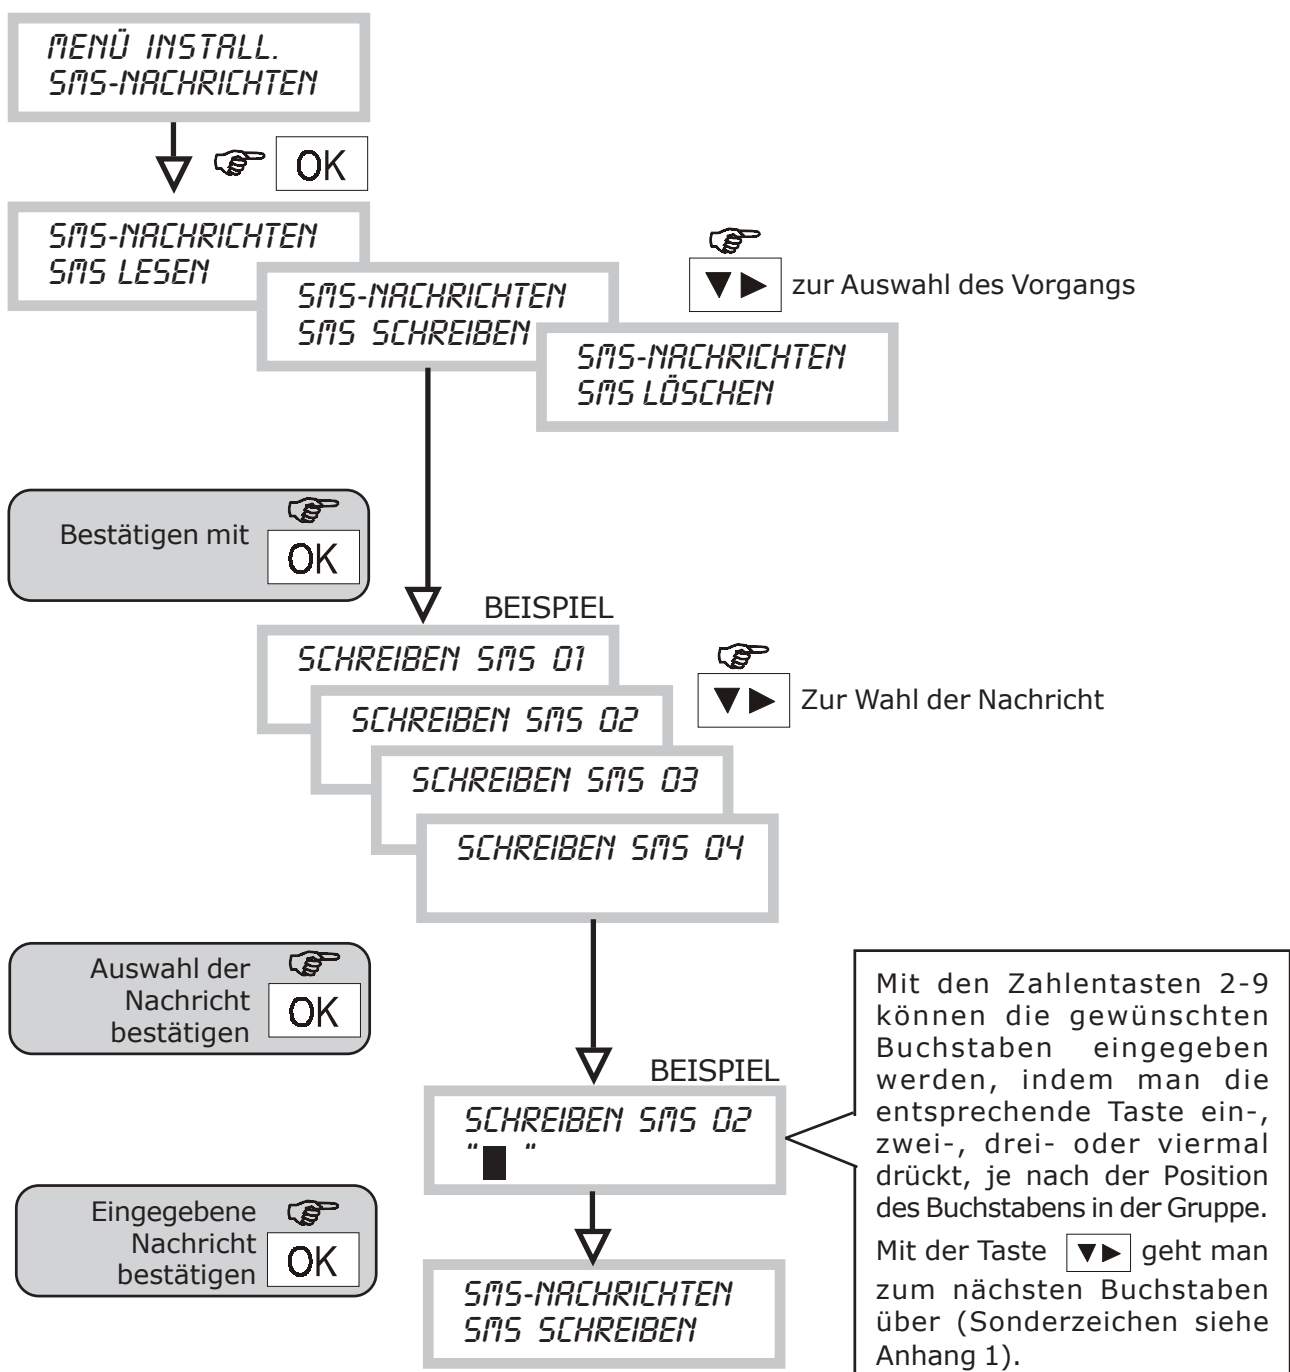 MENÜ INSTALL.
SMS-NACHRICHTEN
OK
SMS-NACHRICHTEN
SMS LESEN
SMS-NACHRICHTEN
SMS SCHREIBEN
SMS-NACHRICHTEN
SMS LÖSCHEN
▼► zur Auswahl des Vorgangs
Bestätigen mit
OK
BEISPIEL
SCHREIBEN SMS 01
SCHREIBEN SMS 02
SCHREIBEN SMS 03
SCHREIBEN SMS 04
▼► Zur Wahl der Nachricht
Auswahl der
Nachricht
bestätigen
OK
BEISPIEL
SCHREIBEN SMS 02
"█ "
Mit den Zahlentasten 2-9
können die gewünschten
Buchstaben eingegeben
werden, indem man die
entsprechende Taste ein-,
zwei-, drei- oder viermal
drückt, je nach der Position
des Buchstabens in der Gruppe.
Mit der Taste ▼► geht man
zum nächsten Buchstaben
über (Sonderzeichen siehe
Anhang 1).
Eingegebene
Nachricht
bestätigen
OK
SMS-NACHRICHTEN
SMS SCHREIBEN